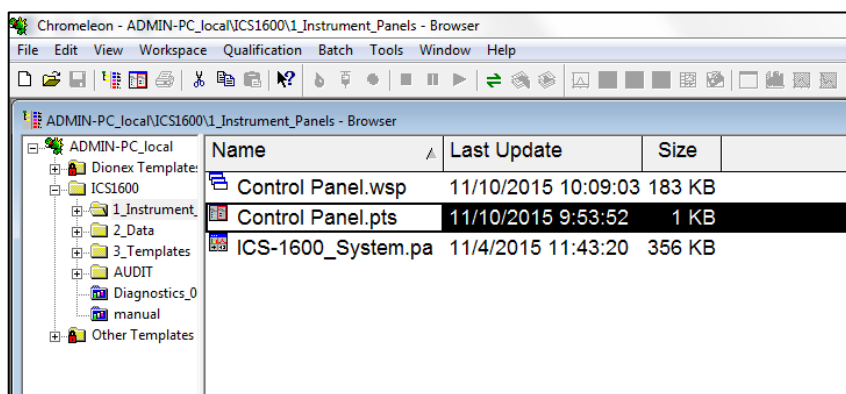 Chromeleon - ADMIN-PC_local\ICS1600\1_Instrument_Panels - Browser
File Edit View Workspace Qualification Batch Tools Window Help
ADMIN-PC_local\ICS1600\1_Instrument_Panels - Browser
ADMIN-PC_local
Dionex Templates
ICS1600
1_Instrument_
2_Data
3_Templates
AUDIT
Diagnostics_0
manual
Other Templates
Name Last Update Size
Control Panel.wsp 11/10/2015 10:09:03 183 KB
Control Panel.pts 11/10/2015 9:53:52 1 KB
ICS-1600_System.pa 11/4/2015 11:43:20 356 KB